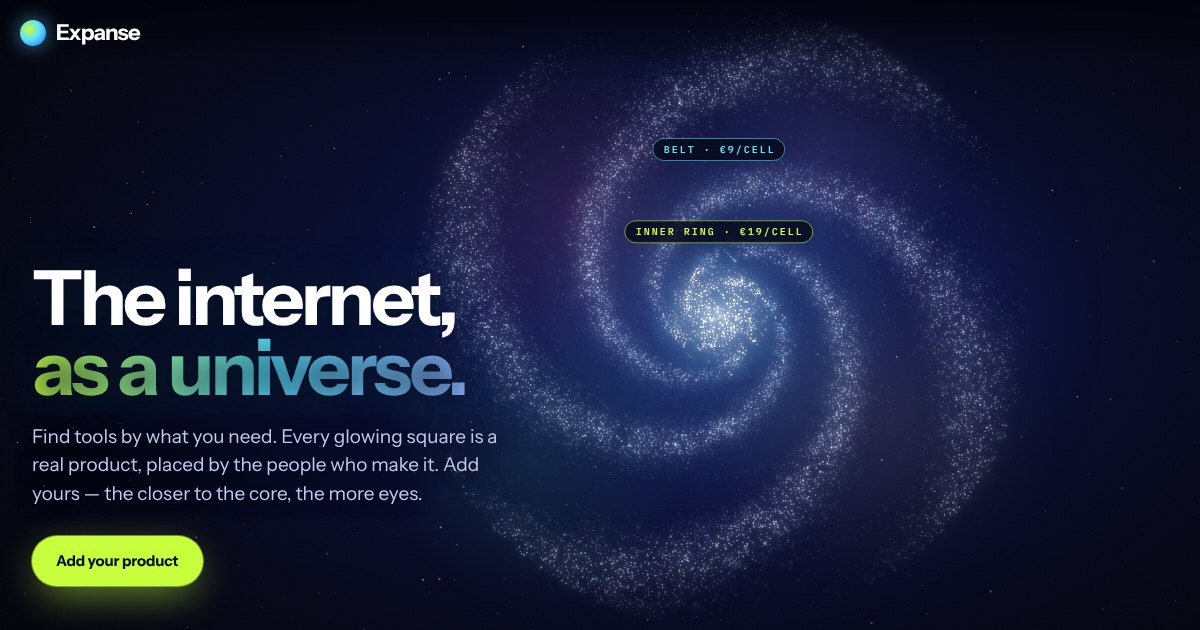 Expanse
BELT · €9/CELL
INNER RING · €19/CELL
The internet,
as a universe.
Find tools by what you need. Every glowing square is a
real product, placed by the people who make it. Add
yours — the closer to the core, the more eyes.
Add your product